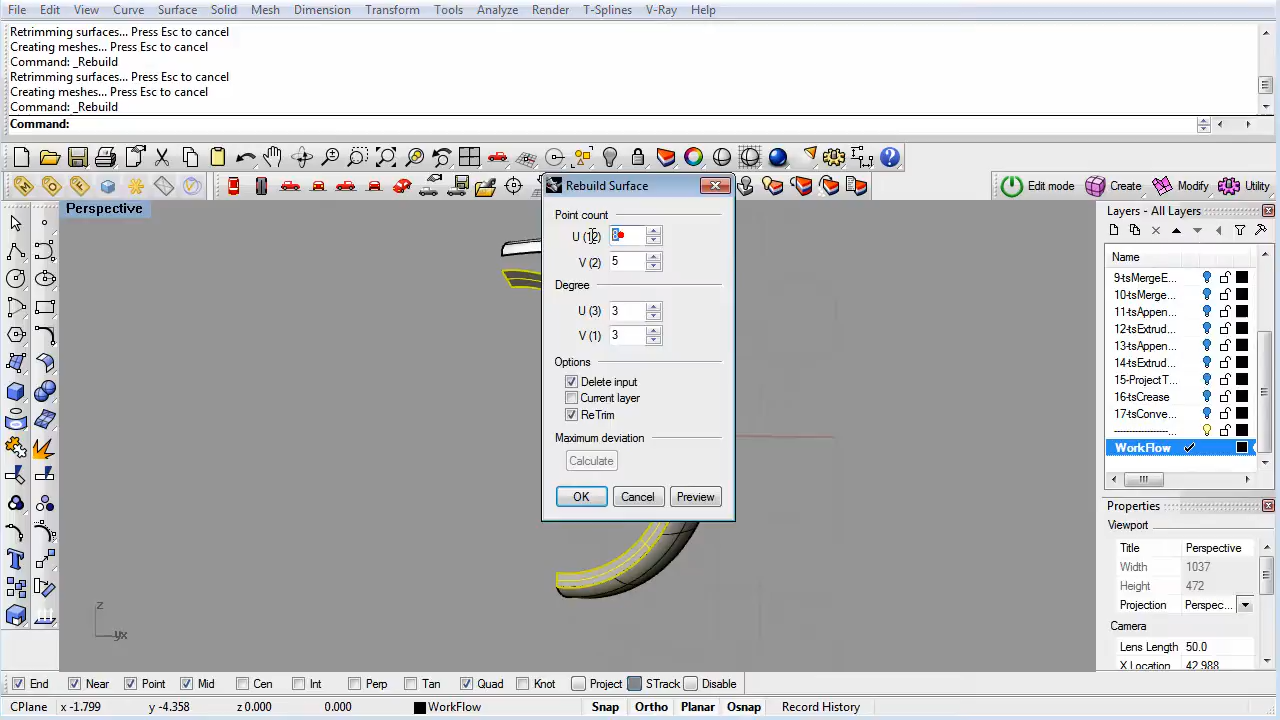 File Edit View Curve Surface Solid Mesh Dimension Transform Tools Analyze Render T-Splines V-Ray Help
Retrimming surfaces... Press Esc to cancel
Creating meshes... Press Esc to cancel
Command: _Rebuild
Retrimming surfaces... Press Esc to cancel
Creating meshes... Press Esc to cancel
Command: _Rebuild
Command:
Edit mode Create Modify Utility
Perspective
Rebuild Surface
Point count
U (12)
V (2) 5
Degree
U (3) 3
V (1) 3
Options
Delete input
Current layer
ReTrim
Maximum deviation
Calculate
OK Cancel Preview
Layers - All Layers
Name
9-tsMergeE...
10-tsMerge...
11-tsAppen...
12-tsExtrud...
13-tsAppen...
14-tsExtrud...
15-ProjectT...
16-tsCrease
17-tsConve...
WorkFlow
Properties
Viewport
Title Perspective
Width 1037
Height 472
Projection Perspec...
Camera
Lens Length 50.0
X Location 42.988
z
yx
End Near Point Mid Cen Int Perp Tan Quad Knot Project STrack Disable
CPlane x -1.799 y -4.358 z 0.000 0.000 WorkFlow Snap Ortho Planar Osnap Record History